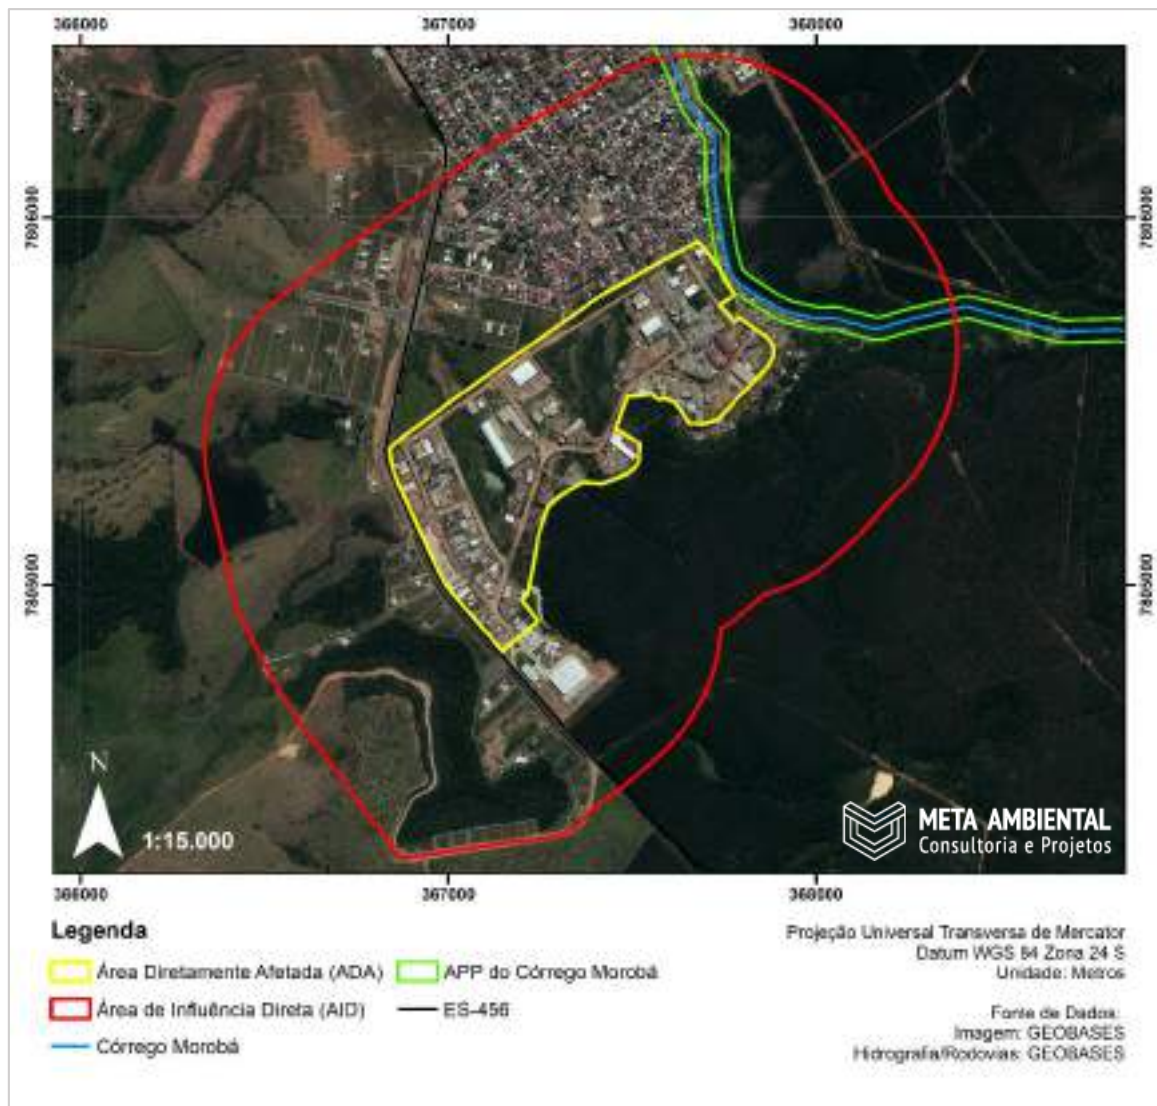 366000 367000 368000
7806000 7806000
7805000 7805000
N
1:15.000
META AMBIENTAL
Consultoria e Projetos
366000 367000 368000
Legenda
Área Diretamente Afetada (ADA)
APP do Córrego Morobá
Área de Influência Direta (AID)
ES-456
Córrego Morobá
Projeção Universal Transversa de Mercator
Datum WGS 84 Zona 24 S
Unidade: Metros
Fonte de Dados:
Imagem: GEOBASES
Hidrografia/Rodovias: GEOBASES